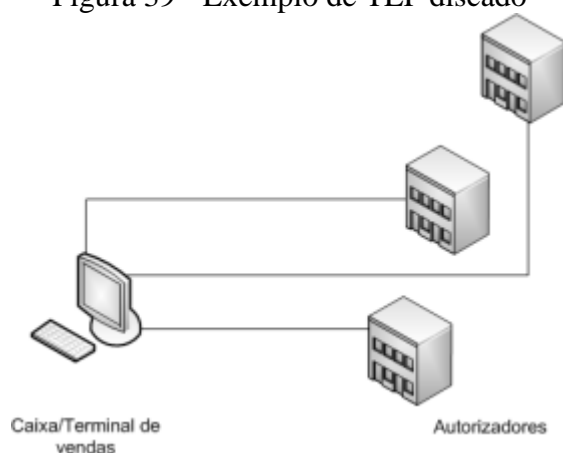 Figura 39 - Exemplo de TEF discado
Caixa/Terminal de
vendas
Autorizadores